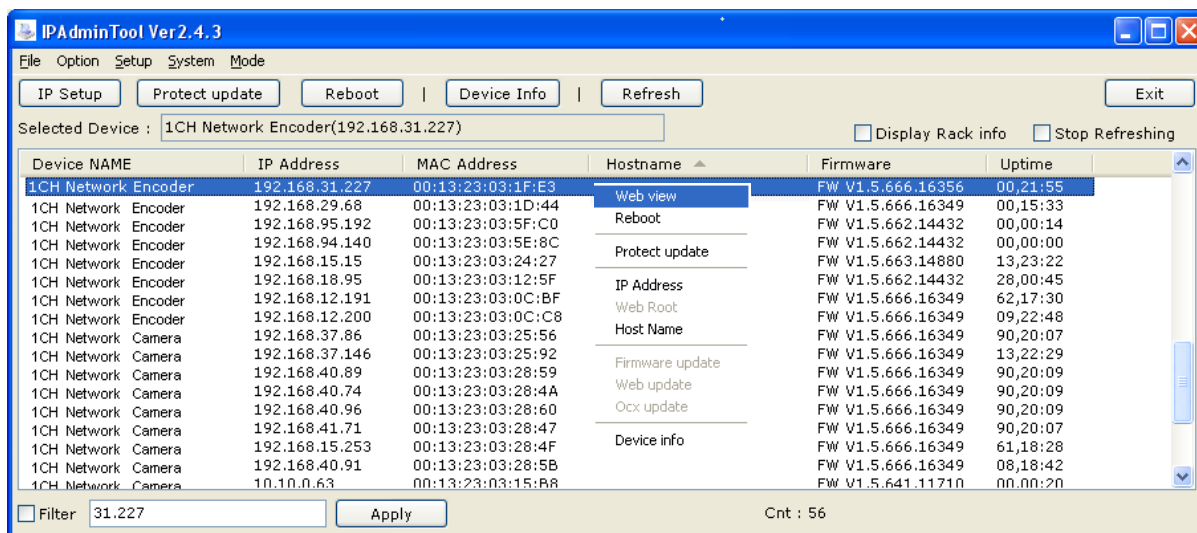 IPAdminTool Ver2.4.3
File Option Setup System Mode
IP Setup Protect update Reboot | Device Info | Refresh Exit
Selected Device : 1CH Network Encoder(192.168.31.227) Display Rack info Stop Refreshing
Device NAME IP Address MAC Address Hostname Firmware Uptime
1CH Network Encoder 192.168.31.227 00:13:23:03:1F:E3 FW V1.5.666.16356 00,21:55
1CH Network Encoder 192.168.29.68 00:13:23:03:1D:44 FW V1.5.666.16349 00,15:33
1CH Network Encoder 192.168.95.192 00:13:23:03:5F:C0 FW V1.5.662.14432 00,00:14
1CH Network Encoder 192.168.94.140 00:13:23:03:5E:8C FW V1.5.662.14432 00,00:00
1CH Network Encoder 192.168.15.15 00:13:23:03:24:27 FW V1.5.663.14880 13,23:22
1CH Network Encoder 192.168.18.95 00:13:23:03:12:5F FW V1.5.662.14432 28,00:45
1CH Network Encoder 192.168.12.191 00:13:23:03:0C:BF FW V1.5.666.16349 62,17:30
1CH Network Encoder 192.168.12.200 00:13:23:03:0C:C8 FW V1.5.666.16349 09,22:48
1CH Network Camera 192.168.37.86 00:13:23:03:25:56 FW V1.5.666.16349 90,20:07
1CH Network Camera 192.168.37.146 00:13:23:03:25:92 FW V1.5.666.16349 13,22:29
1CH Network Camera 192.168.40.89 00:13:23:03:28:59 FW V1.5.666.16349 90,20:09
1CH Network Camera 192.168.40.74 00:13:23:03:28:4A FW V1.5.666.16349 90,20:09
1CH Network Camera 192.168.40.96 00:13:23:03:28:60 FW V1.5.666.16349 90,20:09
1CH Network Camera 192.168.41.71 00:13:23:03:28:47 FW V1.5.666.16349 90,20:07
1CH Network Camera 192.168.15.253 00:13:23:03:28:4F FW V1.5.666.16349 61,18:28
1CH Network Camera 192.168.40.91 00:13:23:03:28:5B FW V1.5.666.16349 08,18:42
1CH Network Camera 10.10.0.63 00:13:23:03:15:B8 FW V1.5.641.11710 00,00:20
Web view
Reboot
Protect update
IP Address
Web Root
Host Name
Firmware update
Web update
Ocx update
Device info
Filter 31.227 Apply Cnt : 56